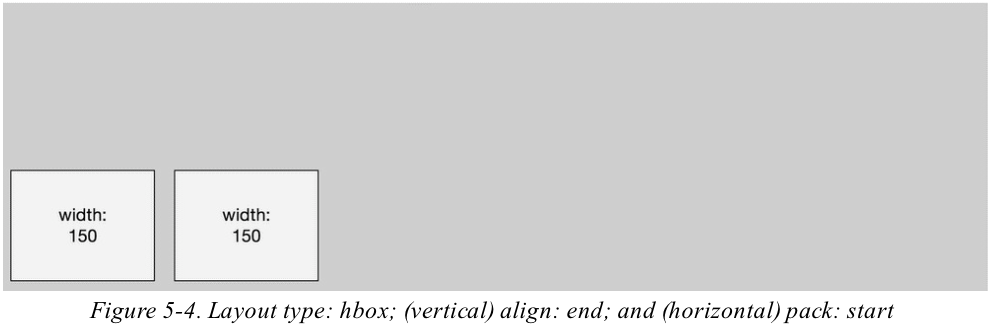 width:
150
width:
150
Figure 5-4. Layout type: hbox; (vertical) align: end; and (horizontal) pack: start